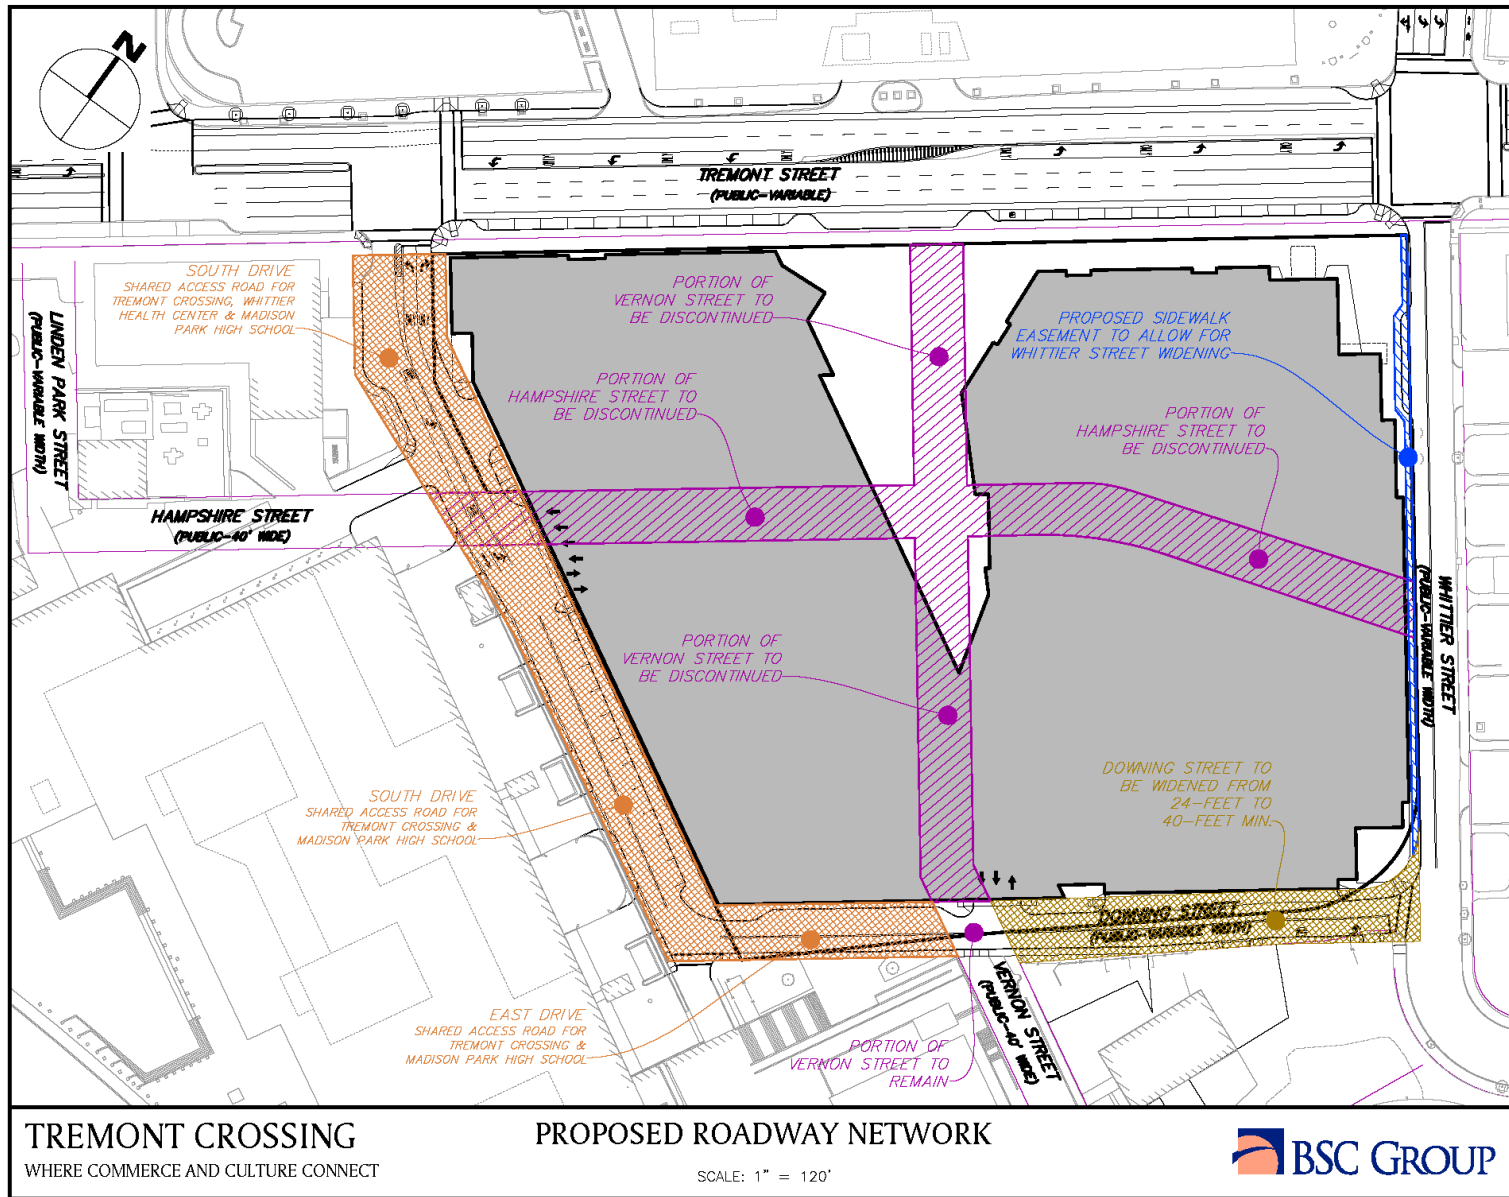 N
TREMONT STREET
(PUBLIC-VARIABLE)
SOUTH DRIVE
SHARED ACCESS ROAD FOR
TREMONT CROSSING, WHITTIER
HEALTH CENTER & MADISON
PARK HIGH SCHOOL
PORTION OF
VERNON STREET TO
BE DISCONTINUED
PROPOSED SIDEWALK
EASEMENT TO ALLOW FOR
WHITTIER STREET WIDENING
LINDEN PARK STREET
(PUBLIC-VARIABLE WIDTH)
PORTION OF
HAMPSHIRE STREET TO
BE DISCONTINUED
PORTION OF
HAMPSHIRE STREET TO
BE DISCONTINUED
HAMPSHIRE STREET
(PUBLIC-40' WIDE)
WHITTIER STREET
(PUBLIC-VARIABLE WIDTH)
PORTION OF
VERNON STREET TO
BE DISCONTINUED
SOUTH DRIVE
SHARED ACCESS ROAD FOR
TREMONT CROSSING &
MADISON PARK HIGH SCHOOL
DOWNING STREET TO
BE WIDENED FROM
24-FEET TO
40-FEET MIN.
DOWNING STREET
(PUBLIC-VARIABLE WIDTH)
VERNON STREET
(PUBLIC-40' WIDE)
EAST DRIVE
SHARED ACCESS ROAD FOR
TREMONT CROSSING &
MADISON PARK HIGH SCHOOL
PORTION OF
VERNON STREET TO
REMAIN
TREMONT CROSSING
WHERE COMMERCE AND CULTURE CONNECT
PROPOSED ROADWAY NETWORK
SCALE: 1" = 120'
BSC GROUP